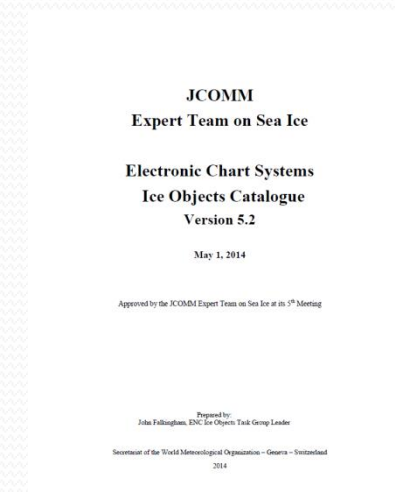 JCOMM
Expert Team on Sea Ice
Electronic Chart Systems
Ice Objects Catalogue
Version 5.2
May 1, 2014
Approved by the JCOMM Expert Team on Sea Ice at its 5th Meeting
Prepared by:
John Falkingham, ENC Ice Objects Task Group Leader
Secretariat of the World Meteorological Organization – Geneva – Switzerland
2014